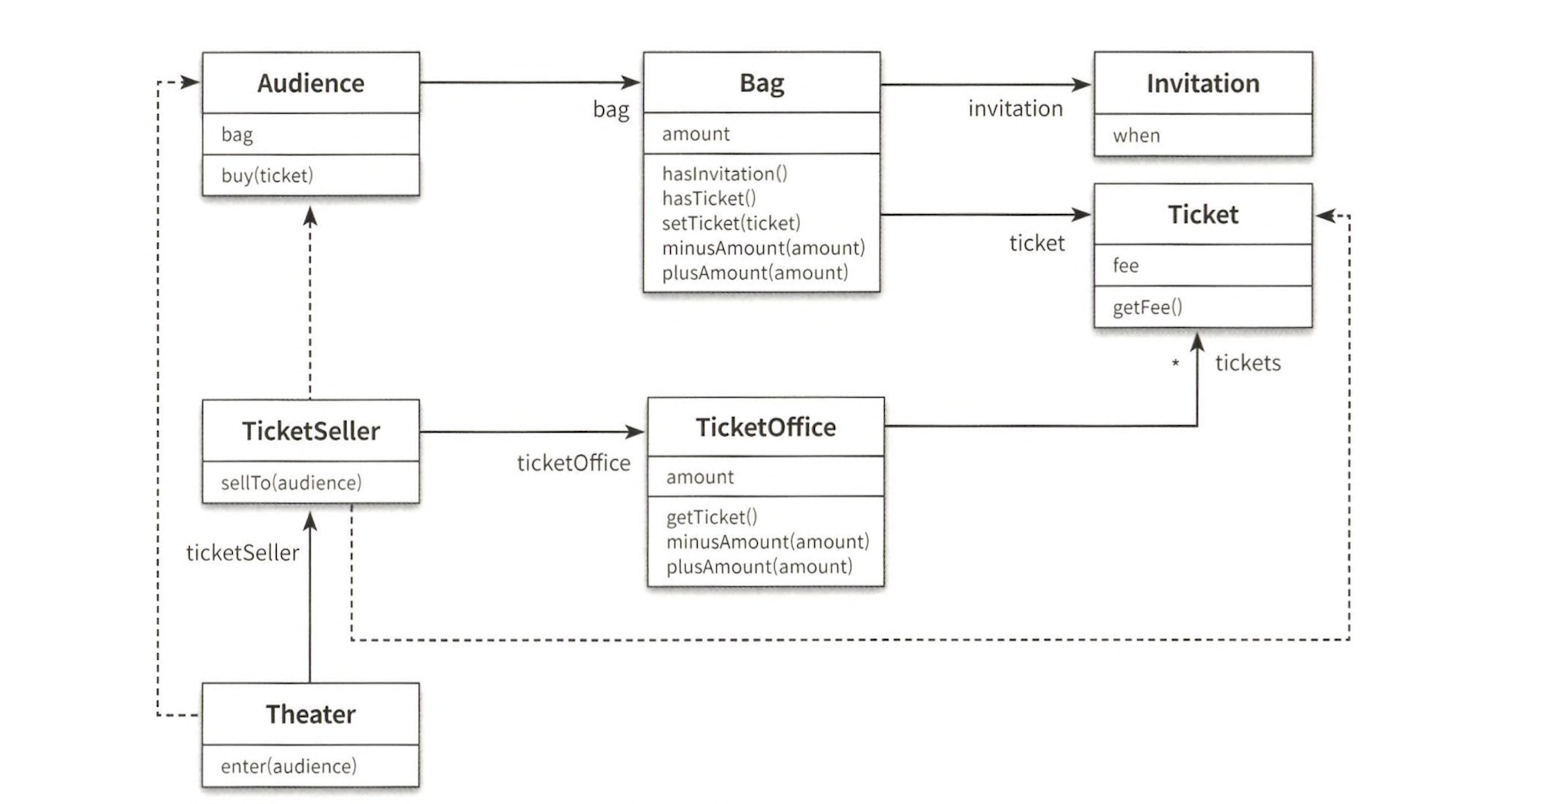 Audience
bag
buy(ticket)
bag
Bag
amount
hasInvitation()
hasTicket()
setTicket(ticket)
minusAmount(amount)
plusAmount(amount)
invitation
Invitation
when
ticket
Ticket
fee
getFee()
* tickets
TicketSeller
sellTo(audience)
ticketOffice
TicketOffice
amount
getTicket()
minusAmount(amount)
plusAmount(amount)
ticketSeller
Theater
enter(audience)